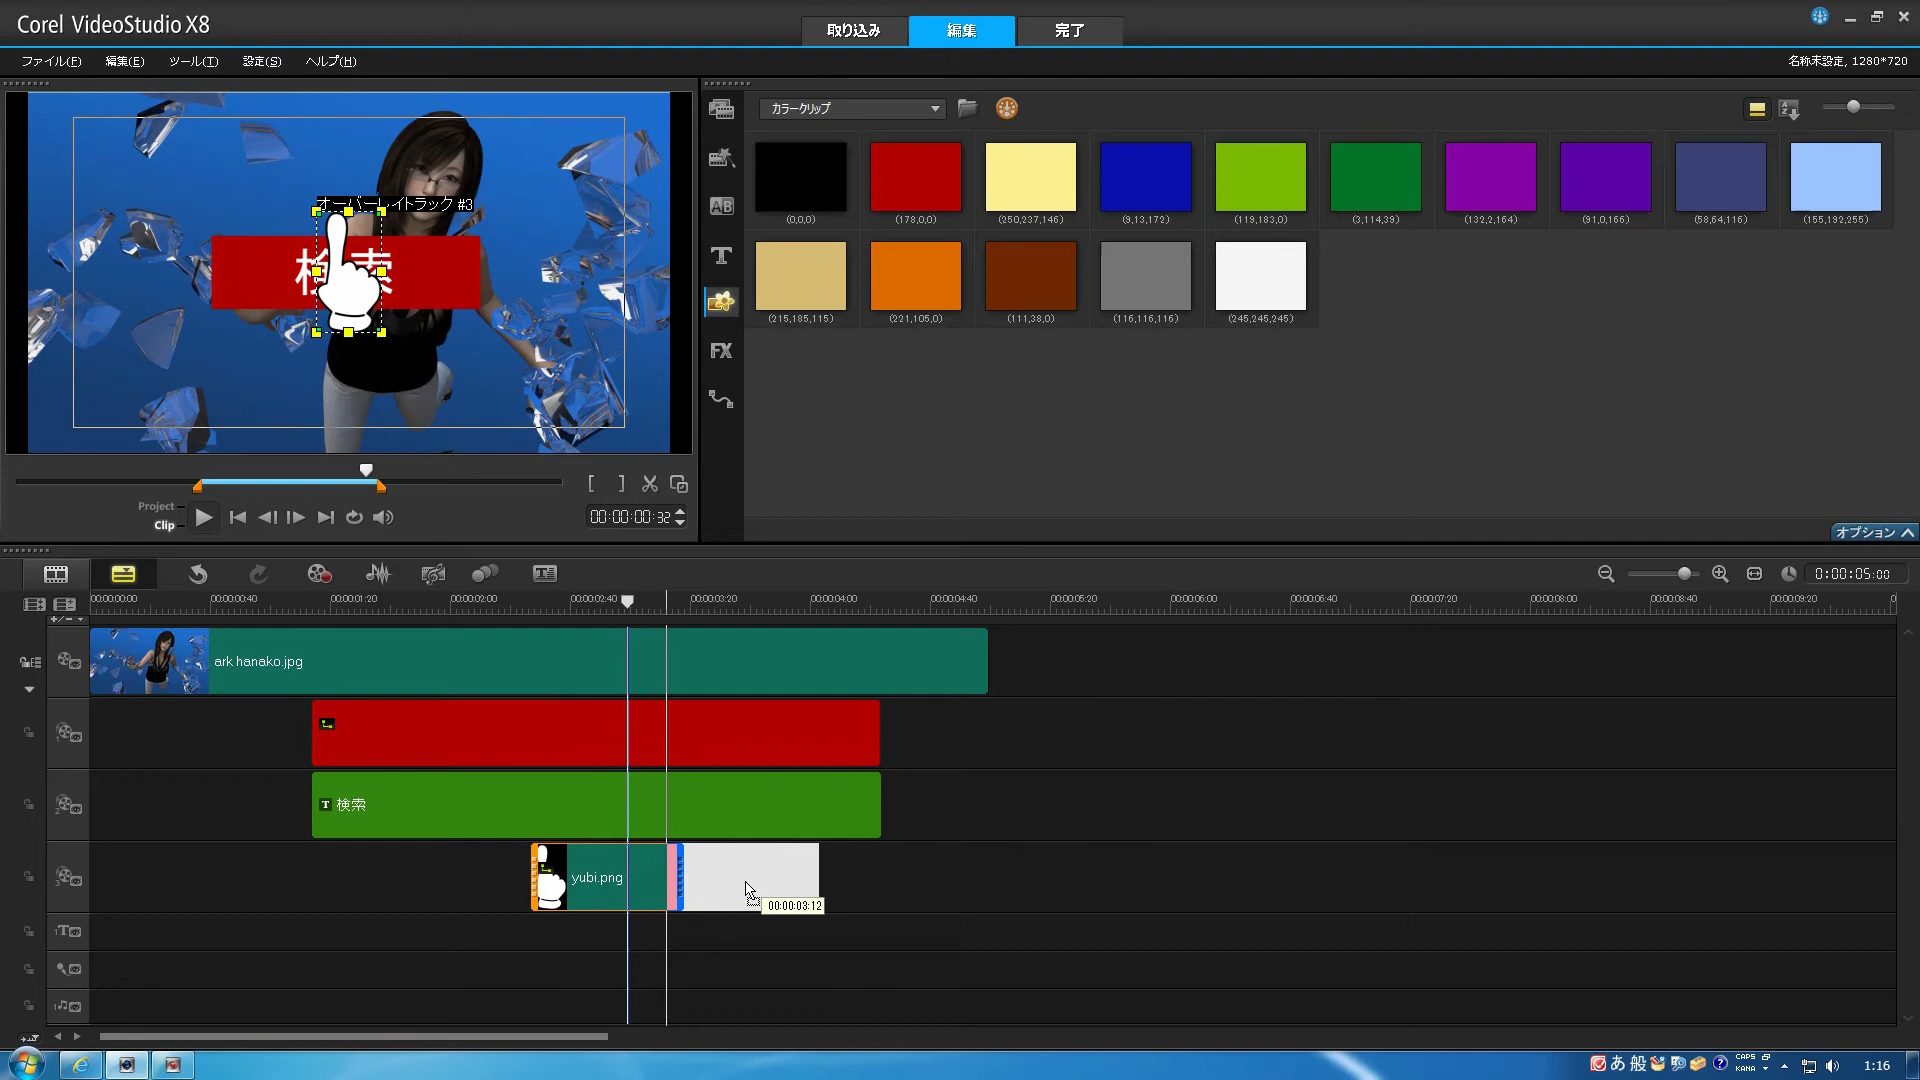 Corel VideoStudio X8
取り込み
編集
完了
ファイル(F) 編集(E) ツール(T) 設定(S) ヘルプ(H)
名称未設定, 1280*720
オーバーレイトラック #3
検索
カラークリップ
(0,0,0) (178,0,0) (250,237,146) (9,13,172) (119,183,0) (3,114,39) (132,2,164) (91,0,166) (58,64,116) (155,192,255)
(215,185,115) (221,105,0) (111,38,0) (116,116,116) (245,245,245)
AB
T
FX
Project
Clip
00:00:00:32
オプション
0:00:05:00
00:00:00:00 00:00:00:40 00:00:01:20 00:00:02:00 00:00:02:40 00:00:03:20 00:00:04:00 00:00:04:40 00:00:05:20 00:00:06:00 00:00:06:40 00:00:07:20 00:00:08:00 00:00:08:40 00:00:09:20
ark hanako.jpg
1
2
T 検索
3
yubi.png
00:00:03:12
1T
1
あ 般
CAPS
KANA
1:16